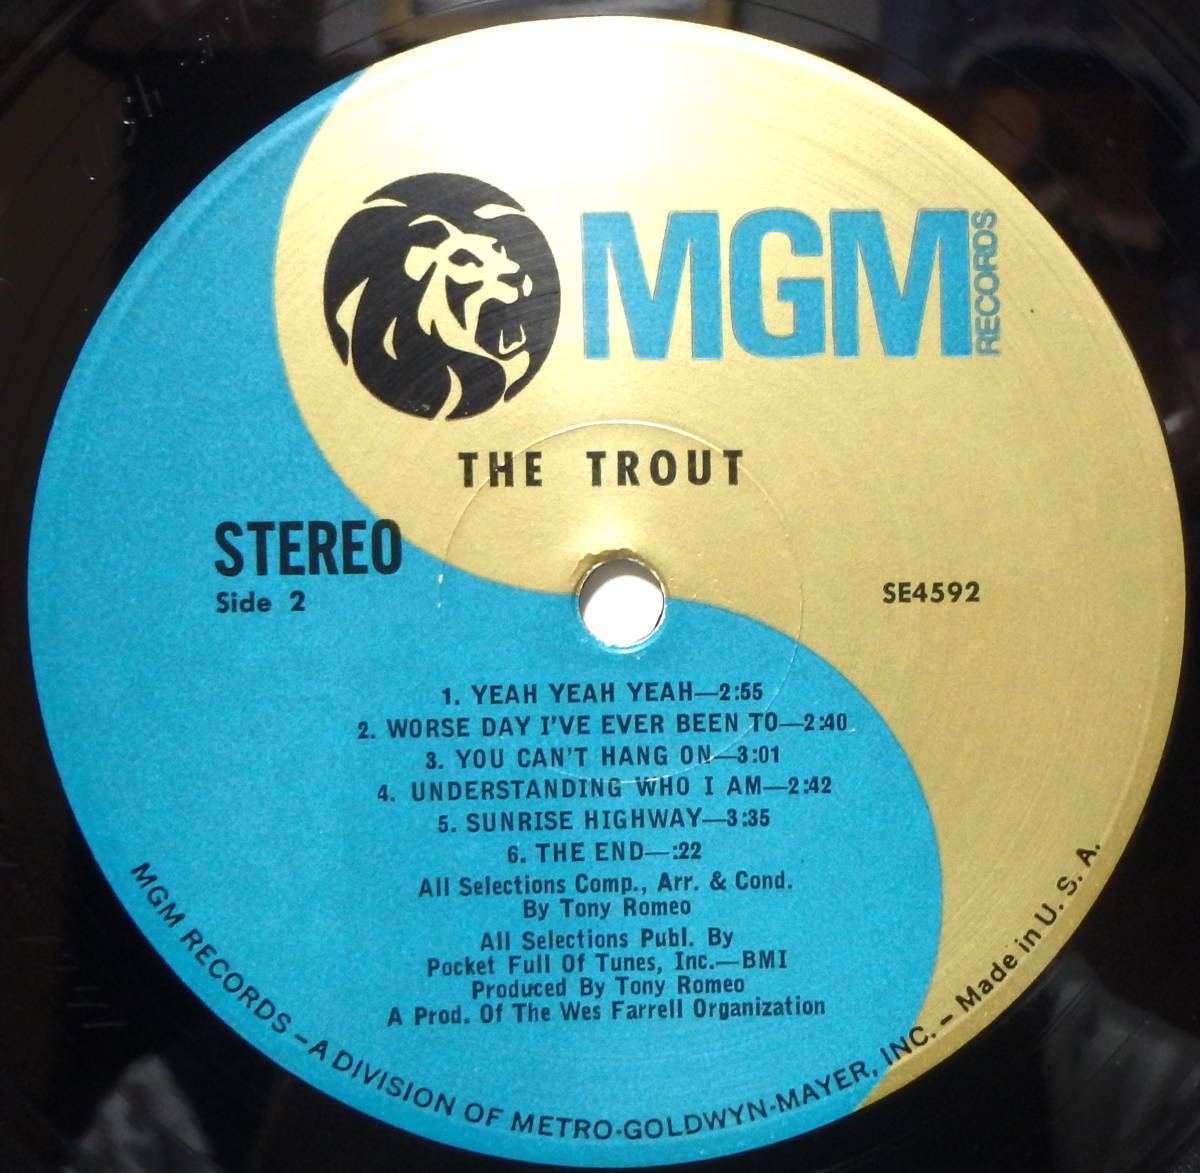 MGM
RECORDS
THE TROUT
STEREO
Side 2
SE4592
1. YEAH YEAH YEAH—2:55
2. WORSE DAY I'VE EVER BEEN TO—2:40
3. YOU CAN'T HANG ON—3:01
4. UNDERSTANDING WHO I AM—2:42
5. SUNRISE HIGHWAY—3:35
6. THE END—:22
All Selections Comp., Arr. & Cond.
By Tony Romeo
All Selections Publ. By
Pocket Full Of Tunes, Inc.—BMI
Produced By Tony Romeo
A Prod. Of The Wes Farrell Organization
MGM RECORDS – A DIVISION OF METRO-GOLDWYN-MAYER, INC. – Made in U. S. A.